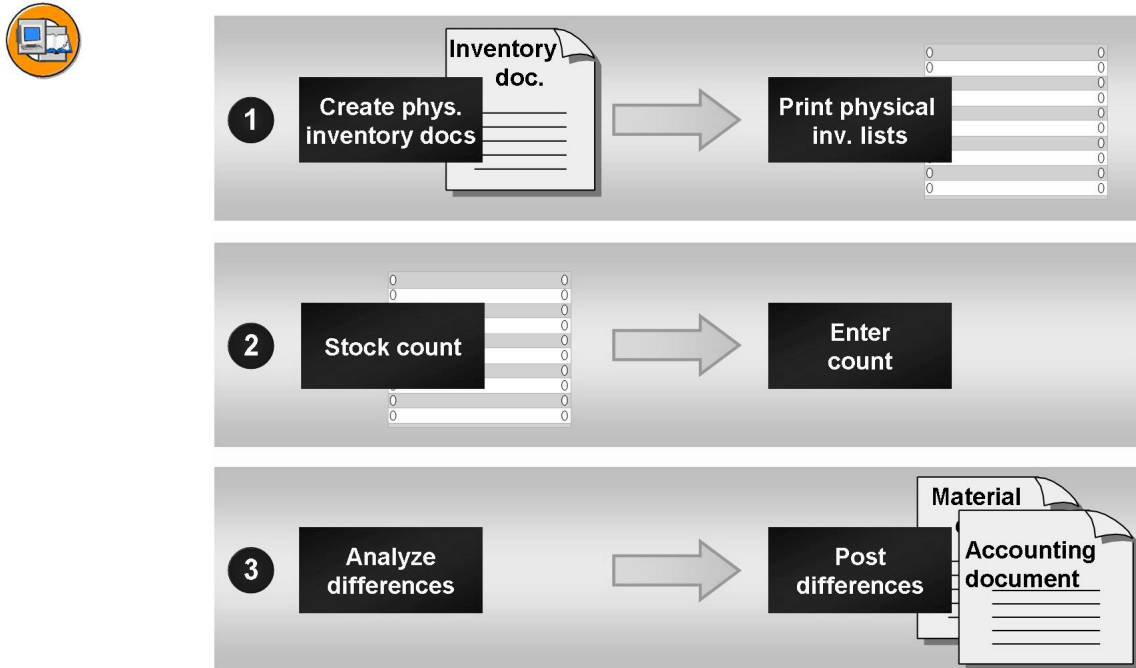 Inventory
doc.
1
Create phys.
inventory docs
Print physical
inv. lists
2
Stock count
Enter
count
3
Analyze
differences
Post
differences
Material
Accounting
document